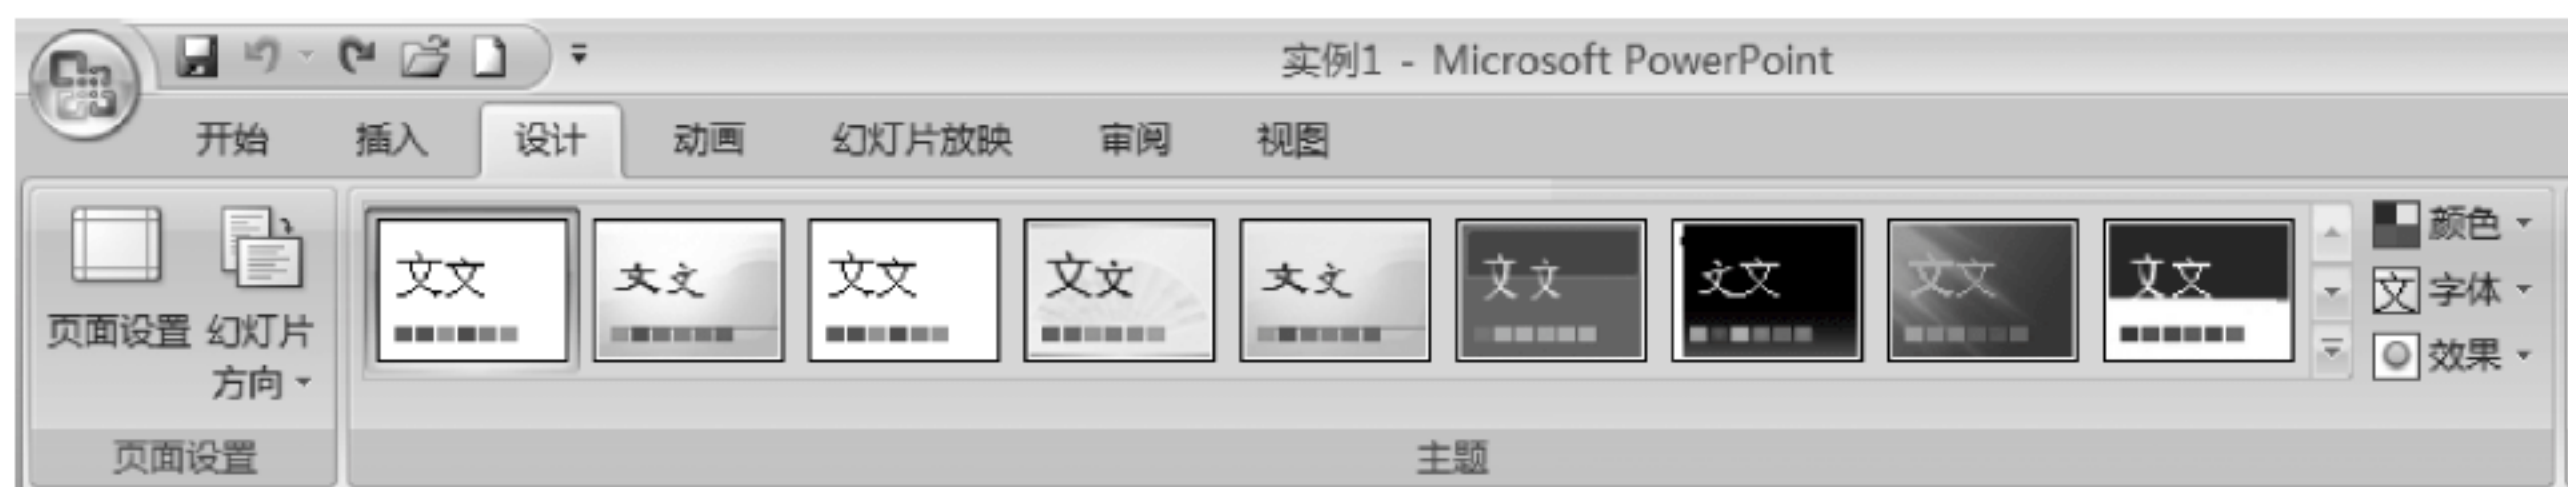 实例1 - Microsoft PowerPoint
开始 插入 设计 动画 幻灯片放映 审阅 视图
页面设置 幻灯片方向
文文 文文 文文 文文 文文 文文 文文 文文 文文
颜色
字体
效果
页面设置 主题